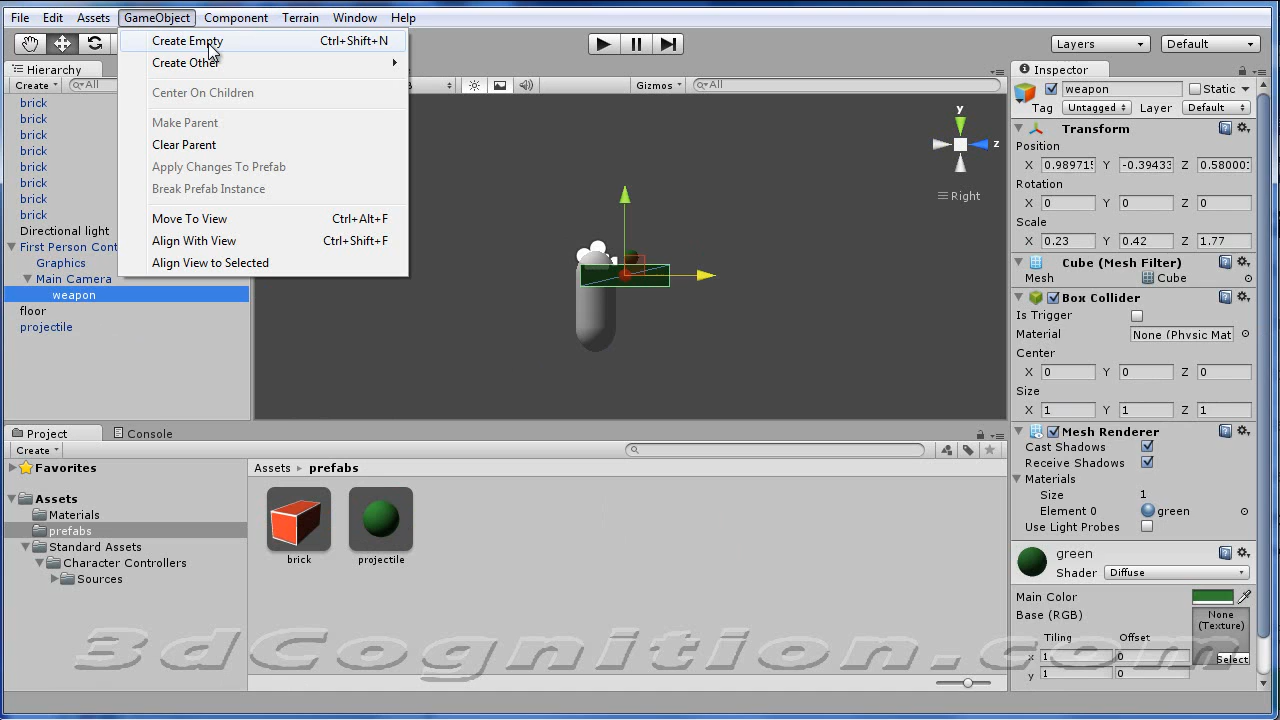 File Edit Assets GameObject Component Terrain Window Help
Create Empty Ctrl+Shift+N
Create Other
Center On Children
Make Parent
Clear Parent
Apply Changes To Prefab
Break Prefab Instance
Move To View Ctrl+Alt+F
Align With View Ctrl+Shift+F
Align View to Selected
Layers Default
Hierarchy
Create All
brick
brick
brick
brick
brick
brick
brick
brick
Directional light
First Person Cont
Graphics
Main Camera
weapon
floor
projectile
Gizmos All
y
z
Right
Inspector
weapon Static
Tag Untagged Layer Default
Transform
Position
X 0.98971 Y -0.39433 Z 0.58000
Rotation
X 0 Y 0 Z 0
Scale
X 0.23 Y 0.42 Z 1.77
Cube (Mesh Filter)
Mesh Cube
Box Collider
Is Trigger
Material None (Physic Mat
Center
X 0 Y 0 Z 0
Size
X 1 Y 1 Z 1
Mesh Renderer
Cast Shadows
Receive Shadows
Materials
Size 1
Element 0 green
Use Light Probes
green
Shader Diffuse
Main Color
Base (RGB) None (Texture)
Tiling Offset
x 1 0
y 1 0
Select
Project Console
Create
Favorites
Assets
Materials
prefabs
Standard Assets
Character Controllers
Sources
Assets prefabs
brick projectile
3dCognition.com